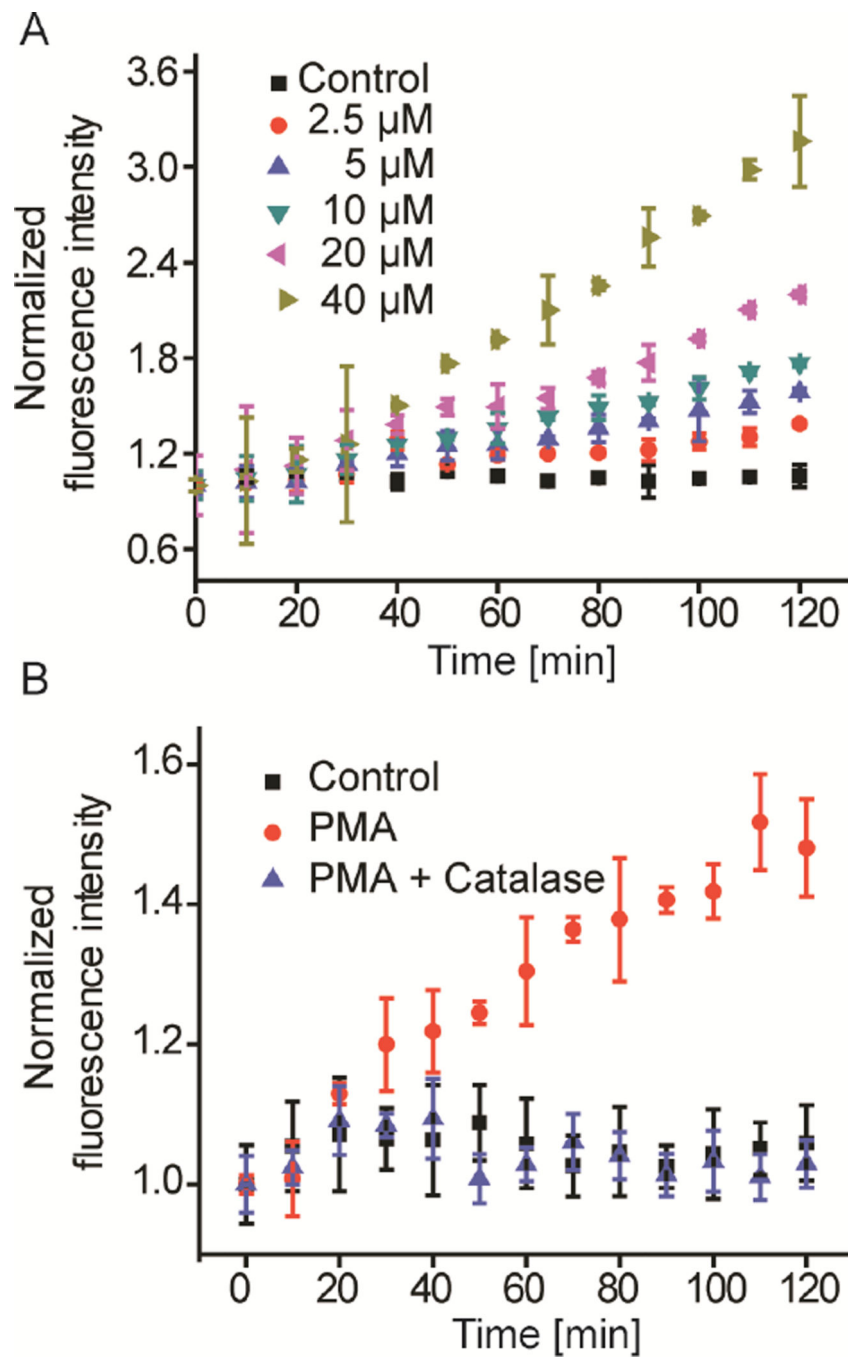 A
Normalized
fluorescence intensity
3.6
3.0
2.4
1.8
1.2
0.6
Control
2.5 µM
5 µM
10 µM
20 µM
40 µM
0
20
40
60
80
100
120
Time [min]
B
Normalized
fluorescence intensity
1.6
1.4
1.2
1.0
Control
PMA
PMA + Catalase
0
20
40
60
80
100
120
Time [min]